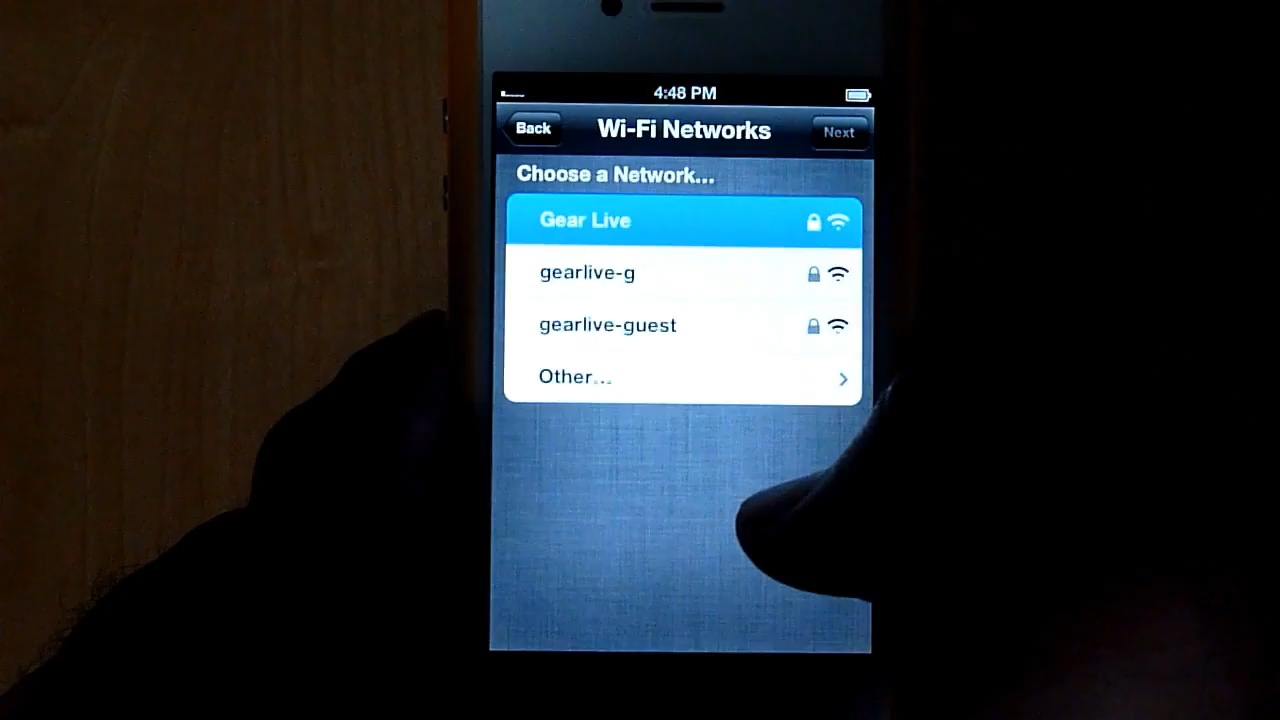 4:48 PM
Back Wi-Fi Networks Next
Choose a Network...
Gear Live
gearlive-g
gearlive-guest
Other...